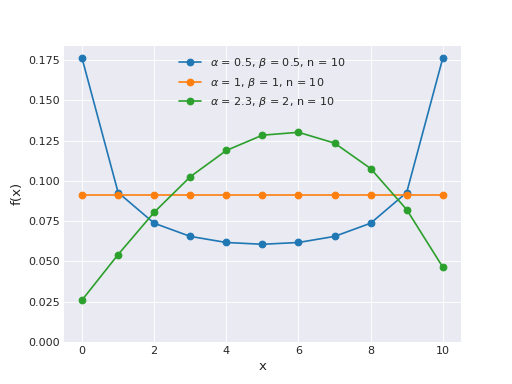 α = 0.5, β = 0.5, n = 10
α = 1, β = 1, n = 10
α = 2.3, β = 2, n = 10
0.175
0.150
0.125
0.100
0.075
0.050
0.025
0.000
f(x)
0 2 4 6 8 10
x